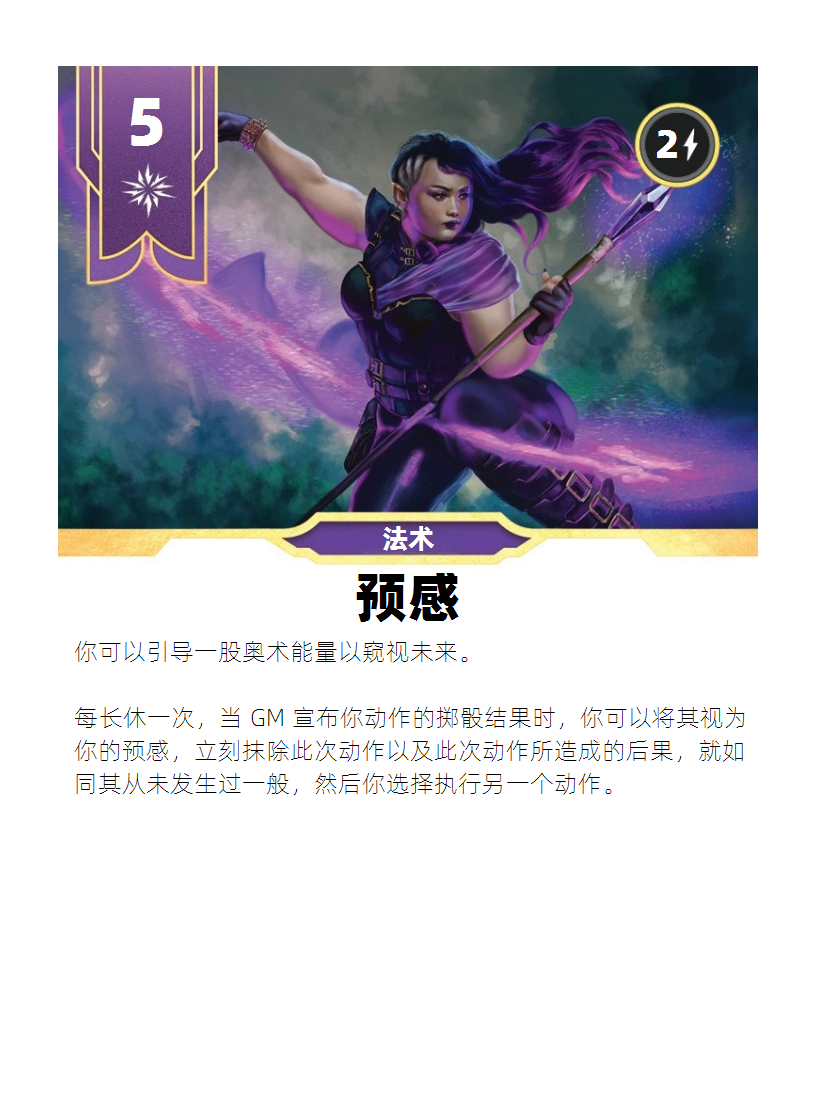 5
2
法术
预感
你可以引导一股奥术能量以窥视未来。
每长休一次，当 GM 宣布你动作的掷骰结果时，你可以将其视为
你的预感，立刻抹除此次动作以及此次动作所造成的后果，就如
同其从未发生过一般，然后你选择执行另一个动作。